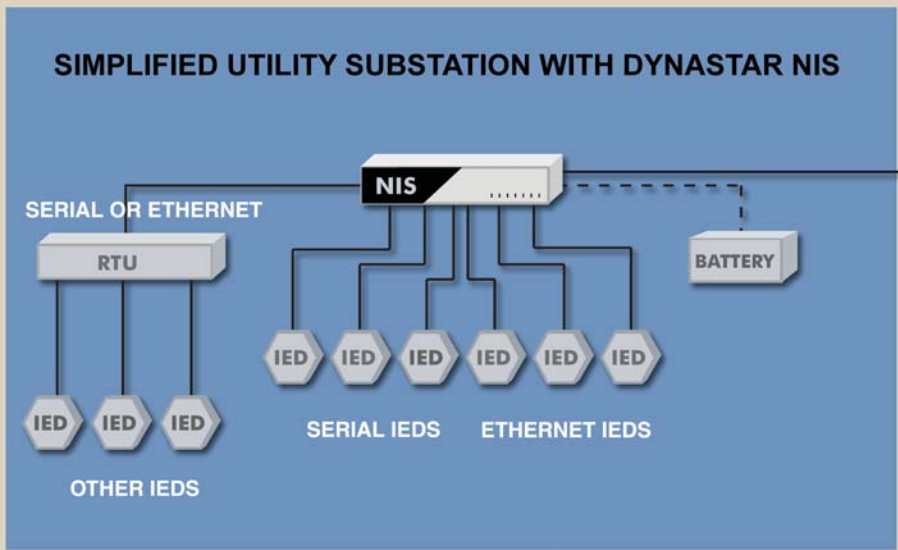 SIMPLIFIED UTILITY SUBSTATION WITH DYNASTAR NIS
NIS
SERIAL OR ETHERNET
RTU
BATTERY
IED IED IED IED IED IED
IED IED IED
SERIAL IEDS ETHERNET IEDS
OTHER IEDS